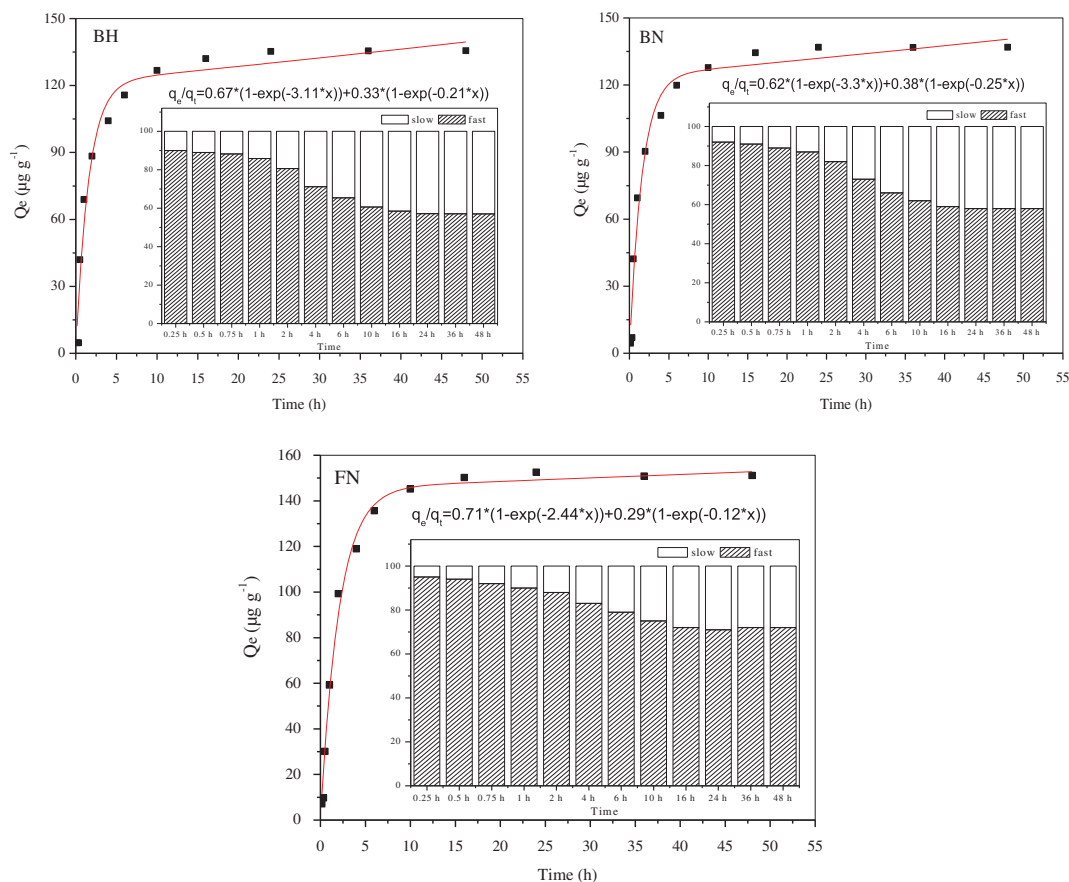 BH
q_e/q_t=0.67*(1-exp(-3.11*x))+0.33*(1-exp(-0.21*x))
slow fast
150
120
90
60
30
0
Qe (µg g⁻¹)
100
80
60
40
20
0
0.25 h 0.5 h 0.75 h 1 h 2 h 4 h 6 h 10 h 16 h 24 h 36 h 48 h
Time
0 5 10 15 20 25 30 35 40 45 50 55
Time (h)
BN
q_e/q_t=0.62*(1-exp(-3.3*x))+0.38*(1-exp(-0.25*x))
slow fast
150
120
90
60
30
0
Qe (µg g⁻¹)
100
80
60
40
20
0
0.25 h 0.5 h 0.75 h 1 h 2 h 4 h 6 h 10 h 16 h 24 h 36 h 48 h
Time
0 5 10 15 20 25 30 35 40 45 50 55
Time (h)
FN
q_e/q_t=0.71*(1-exp(-2.44*x))+0.29*(1-exp(-0.12*x))
slow fast
160
140
120
100
80
60
40
20
0
Qe (µg g⁻¹)
100
80
60
40
20
0
0.25 h 0.5 h 0.75 h 1 h 2 h 4 h 6 h 10 h 16 h 24 h 36 h 48 h
Time
0 5 10 15 20 25 30 35 40 45 50 55
Time (h)